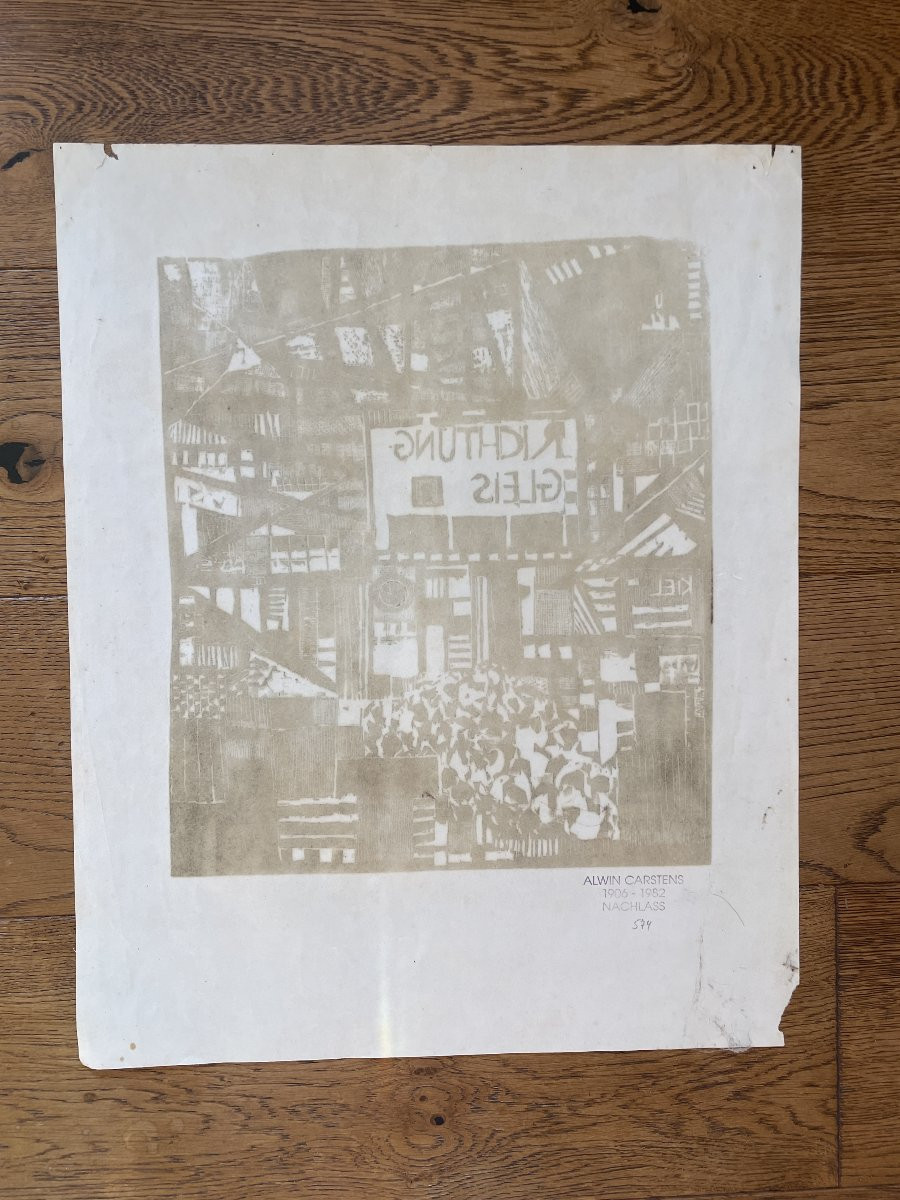 RICHTUNG
GLEIS
KIEL
ALWIN CARSTENS
1906 - 1982
NACHLASS
574